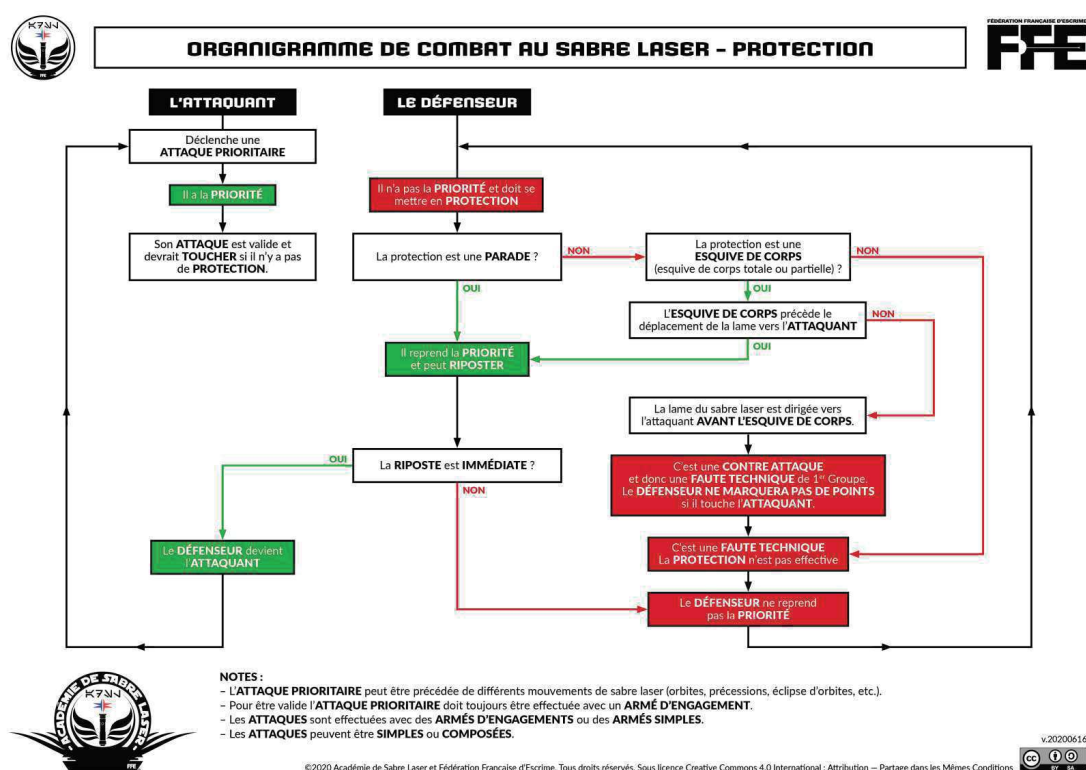 ORGANIGRAMME DE COMBAT AU SABRE LASER – PROTECTION
FFE
FÉDÉRATION FRANÇAISE D'ESCRIME
FFE
L'ATTAQUANT
Déclenche une
ATTAQUE PRIORITAIRE
Il a la PRIORITÉ
Son ATTAQUE est valide et
devrait TOUCHER si il n'y a pas
de PROTECTION.
LE DÉFENSEUR
Il n'a pas la PRIORITÉ et doit se
mettre en PROTECTION
La protection est une PARADE ?
NON
OUI
La protection est une
ESQUIVE DE CORPS
(esquive de corps totale ou partielle) ?
NON
OUI
L'ESQUIVE DE CORPS précède le
déplacement de la lame vers l'ATTAQUANT
NON
OUI
Il reprend la PRIORITÉ
et peut RIPOSTER
La lame du sabre laser est dirigée vers
l'attaquant AVANT L'ESQUIVE DE CORPS.
La RIPOSTE est IMMÉDIATE ?
OUI
NON
C'est une CONTRE ATTAQUE
et donc une FAUTE TECHNIQUE de 1er Groupe.
Le DÉFENSEUR NE MARQUERA PAS DE POINTS
si il touche l'ATTAQUANT.
Le DÉFENSEUR devient
l'ATTAQUANT
C'est une FAUTE TECHNIQUE
La PROTECTION n'est pas effective
Le DÉFENSEUR ne reprend
pas la PRIORITÉ
ACADÉMIE DE SABRE LASER
FFE
NOTES :
– L'ATTAQUE PRIORITAIRE peut être précédée de différents mouvements de sabre laser (orbites, précessions, éclipse d'orbites, etc.).
– Pour être valide l'ATTAQUE PRIORITAIRE doit toujours être effectuée avec un ARMÉ D'ENGAGEMENT.
– Les ATTAQUES sont effectuées avec des ARMÉS D'ENGAGEMENTS ou des ARMÉS SIMPLES.
– Les ATTAQUES peuvent être SIMPLES ou COMPOSÉES.
v.20200616
©2020 Académie de Sabre Laser et Fédération Française d'Escrime. Tous droits réservés. Sous licence Creative Commons 4.0 International : Attribution — Partage dans les Mêmes Conditions
CC BY SA